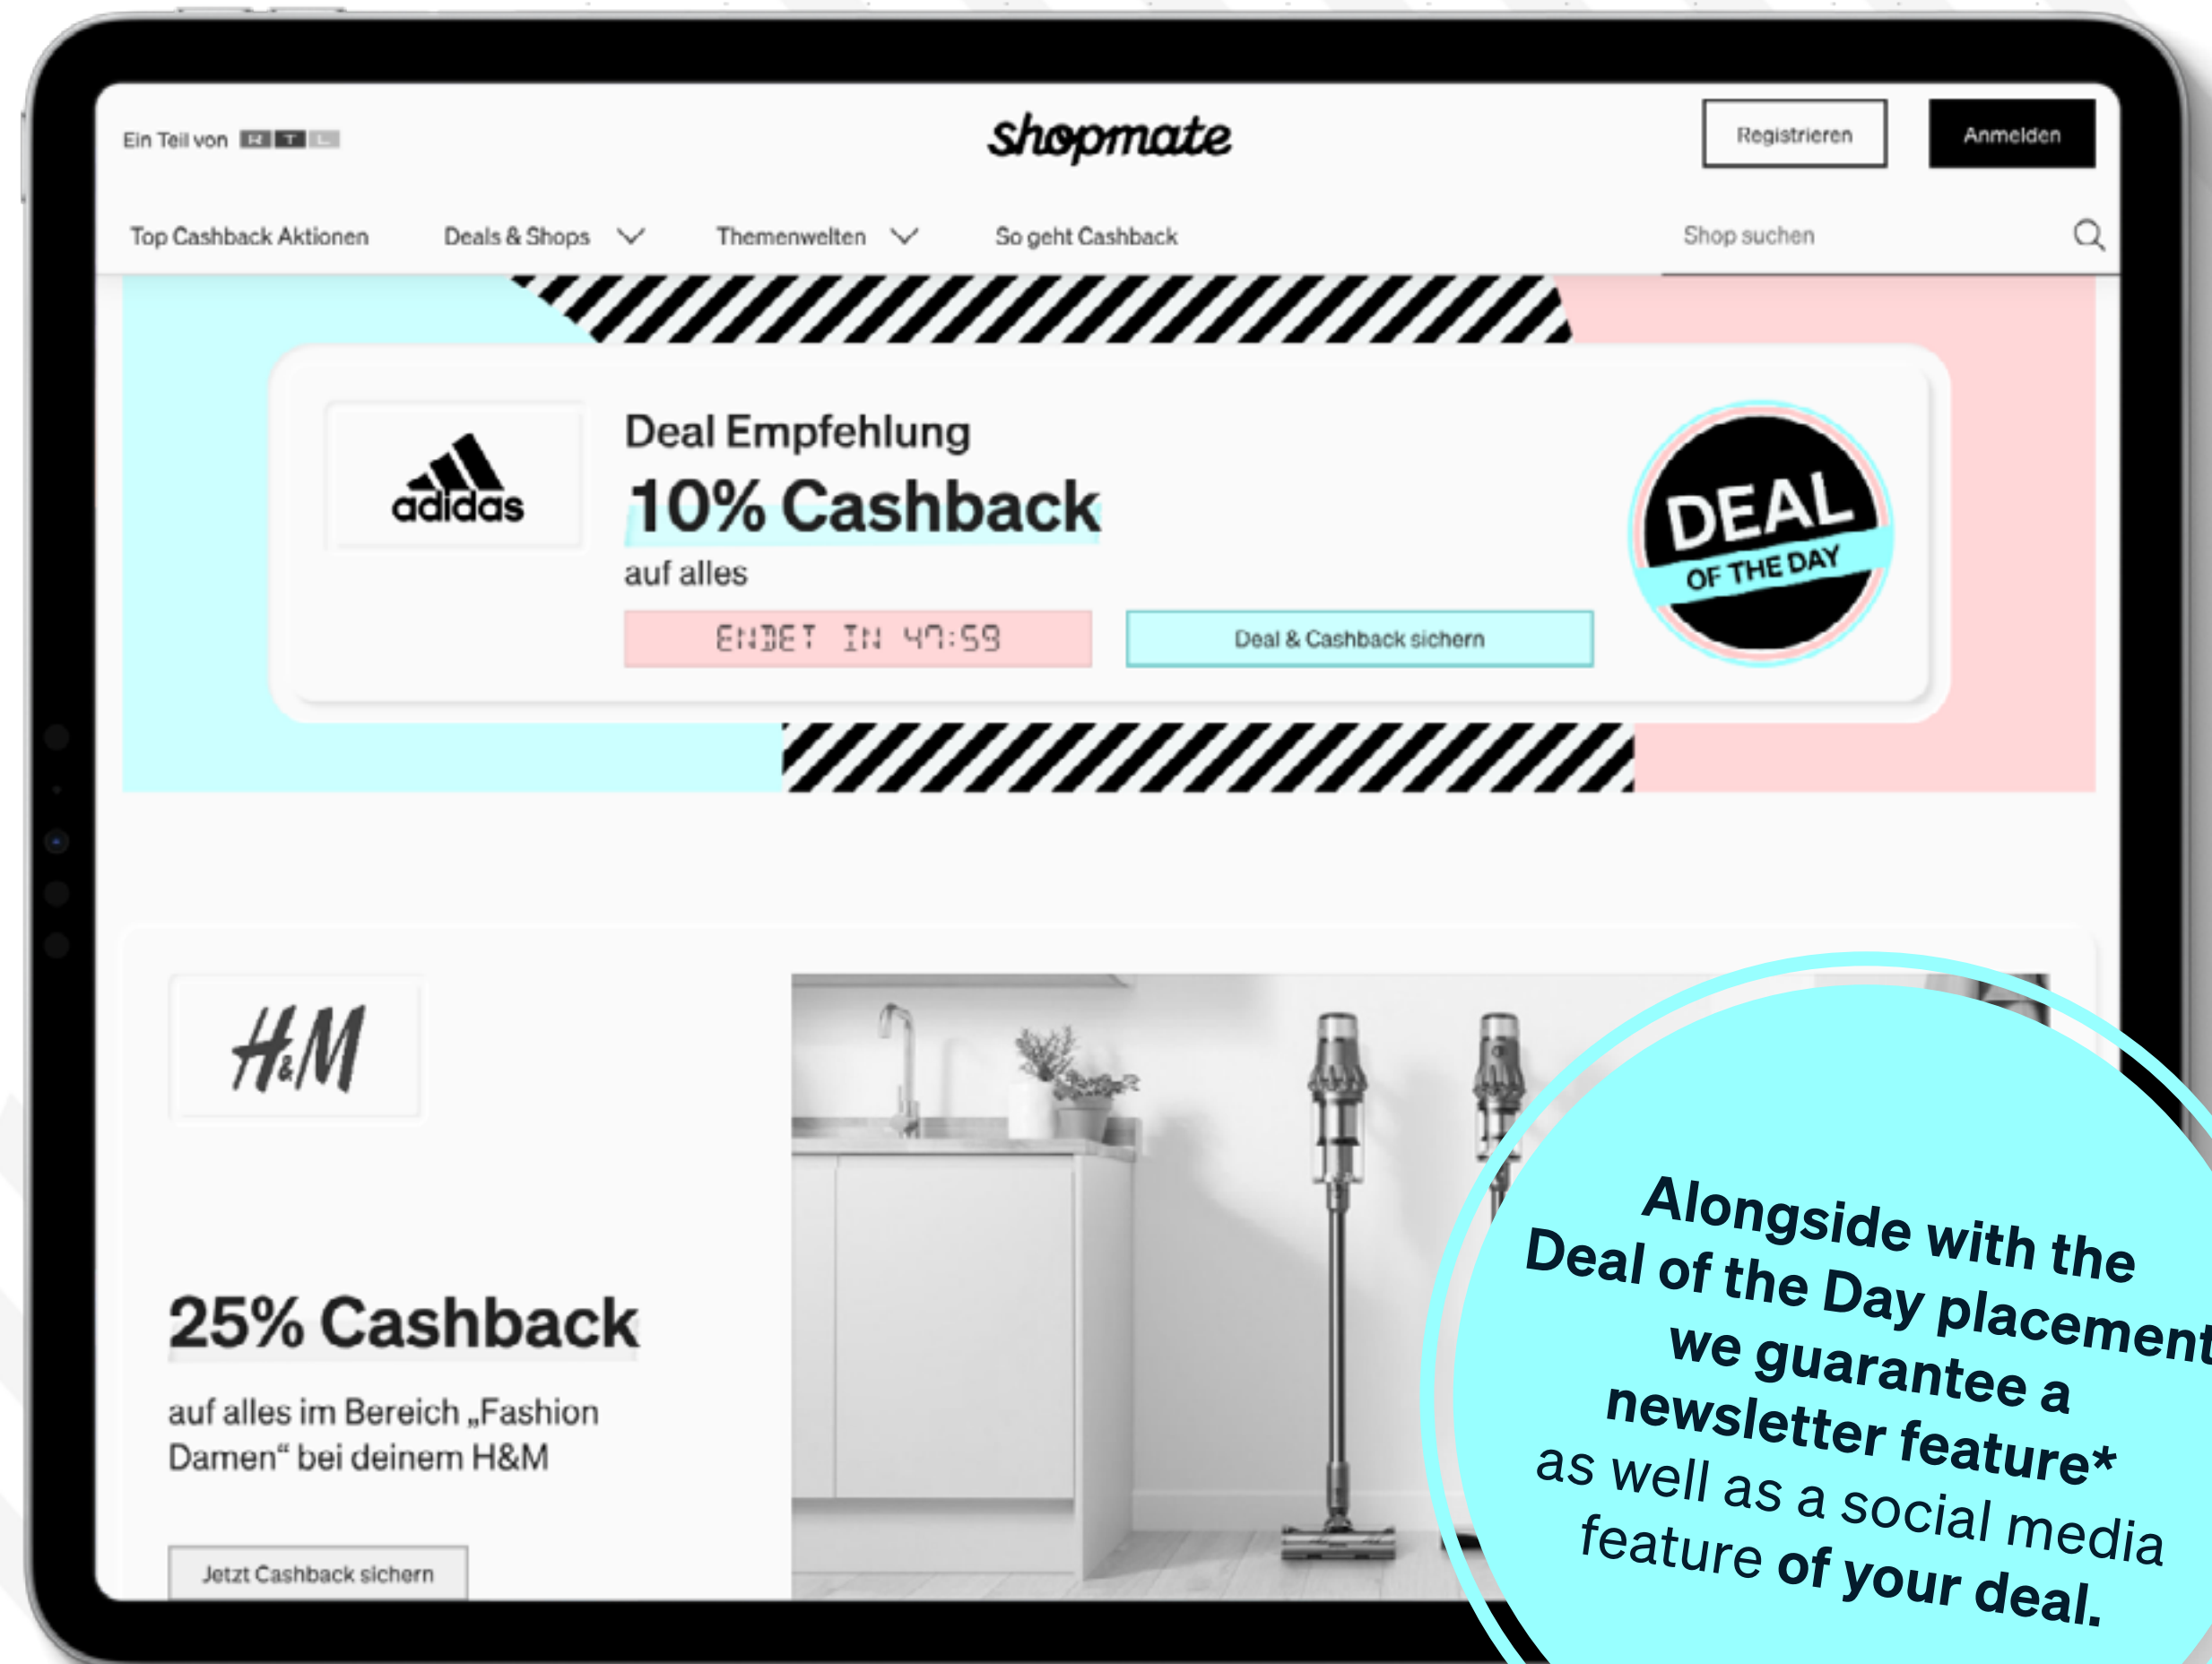 Ein Teil von RTL
shopmate
Registrieren
Anmelden
Top Cashback Aktionen
Deals & Shops
Themenwelten
So geht Cashback
Shop suchen
adidas
Deal Empfehlung
10% Cashback
auf alles
ENDET IN 47:59
Deal & Cashback sichern
DEAL
OF THE DAY
H&M
25% Cashback
auf alles im Bereich „Fashion
Damen“ bei deinem H&M
Jetzt Cashback sichern
Alongside with the
Deal of the Day placement
we guarantee a
newsletter feature*
as well as a social media
feature of your deal.